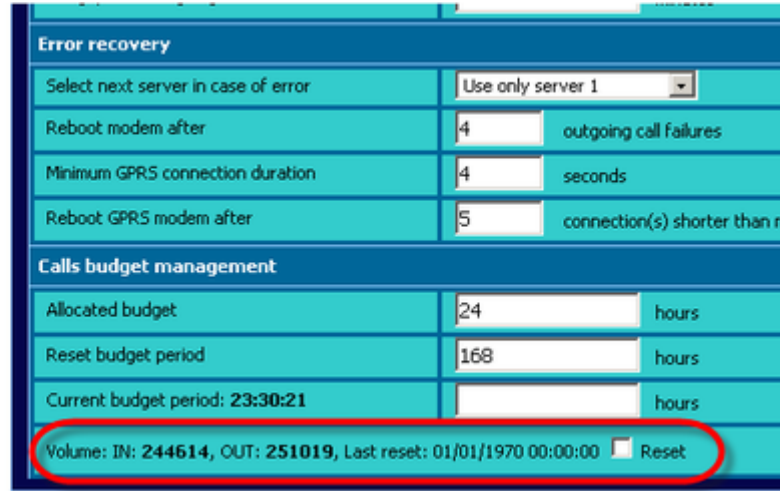 Error recovery
Select next server in case of error Use only server 1
Reboot modem after 4 outgoing call failures
Minimum GPRS connection duration 4 seconds
Reboot GPRS modem after 5 connection(s) shorter than
Calls budget management
Allocated budget 24 hours
Reset budget period 168 hours
Current budget period: 23:30:21 hours
Volume: IN: 244614, OUT: 251019, Last reset: 01/01/1970 00:00:00 Reset